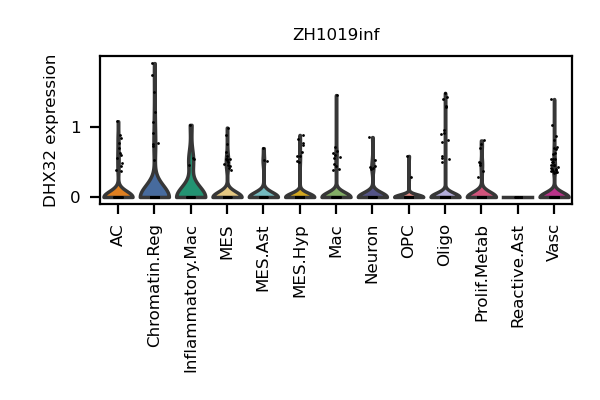 ZH1019inf
DHX32 expression
1
0
AC
Chromatin.Reg
Inflammatory.Mac
MES
MES.Ast
MES.Hyp
Mac
Neuron
OPC
Oligo
Prolif.Metab
Reactive.Ast
Vasc